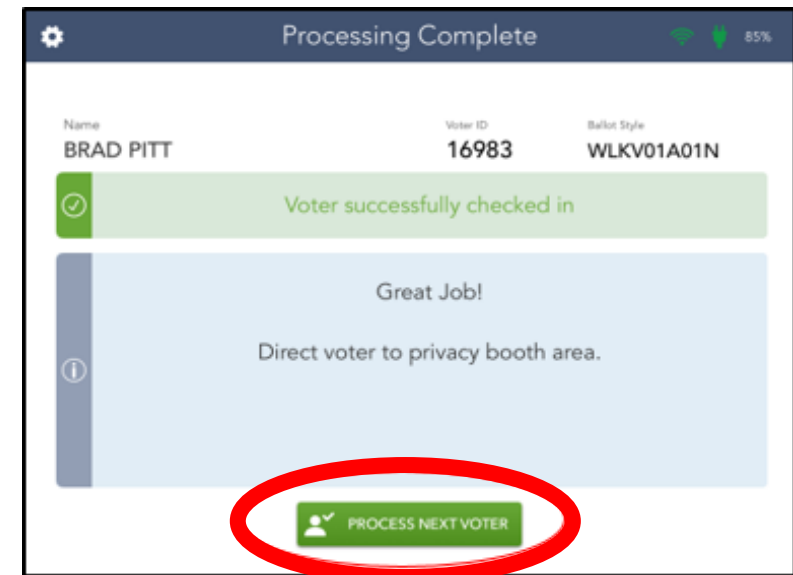 Processing Complete
85%
Name Voter ID Ballot Style
BRAD PITT 16983 WLKV01A01N
Voter successfully checked in
Great Job!
Direct voter to privacy booth area.
PROCESS NEXT VOTER